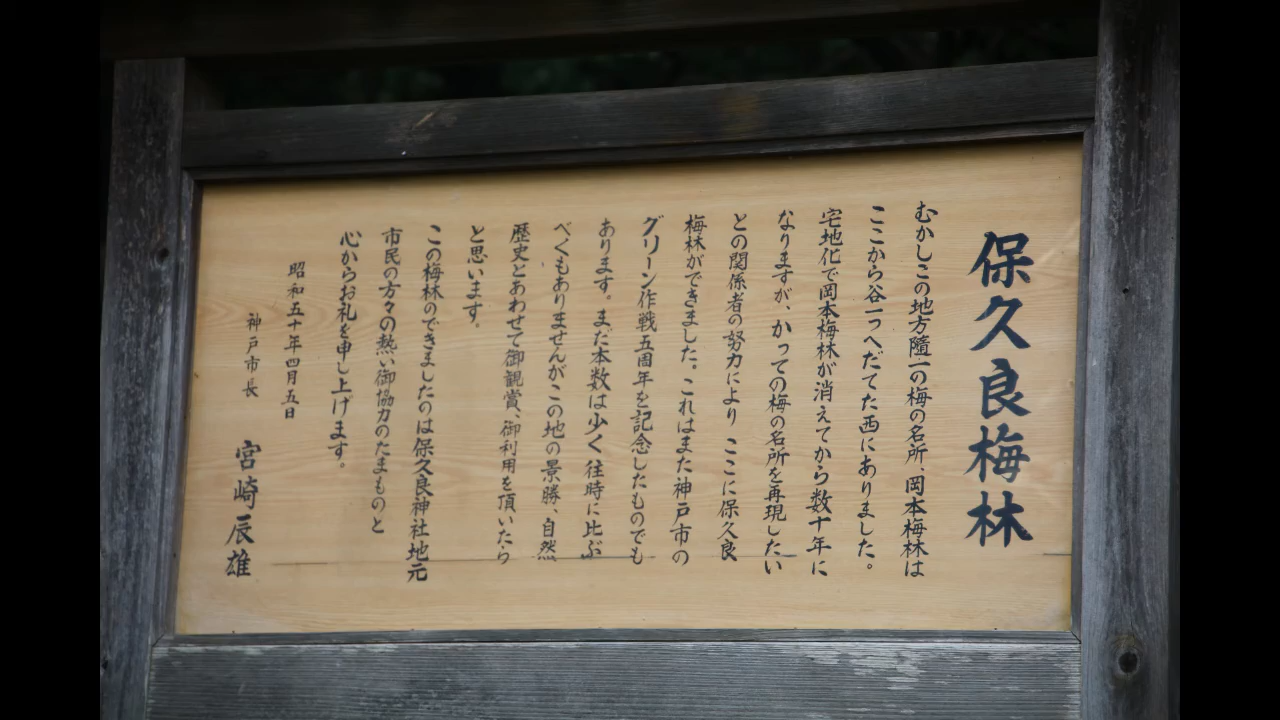 保久良梅林
むかしこの地方随一の梅の名所、岡本梅林は
ここから谷一つへだてた西にありました。
宅地化で岡本梅林が消えてから数十年に
なりますが、かつての梅の名所を再現したい
との関係者の努力により ここに保久良
梅林ができました。これはまた神戸市の
グリーン作戦五周年を記念したものでも
あります。まだ本数は少く 往時に比ぶ
べくもありませんがこの地の景勝、自然
歴史とあわせて御観賞、御利用を頂いたら
と思います。
この梅林のできましたのは保久良神社地元
市民の方々の熱い御協力のたまものと
心からお礼を申し上げます。
昭和五十年四月五日
神戸市長 宮崎辰雄